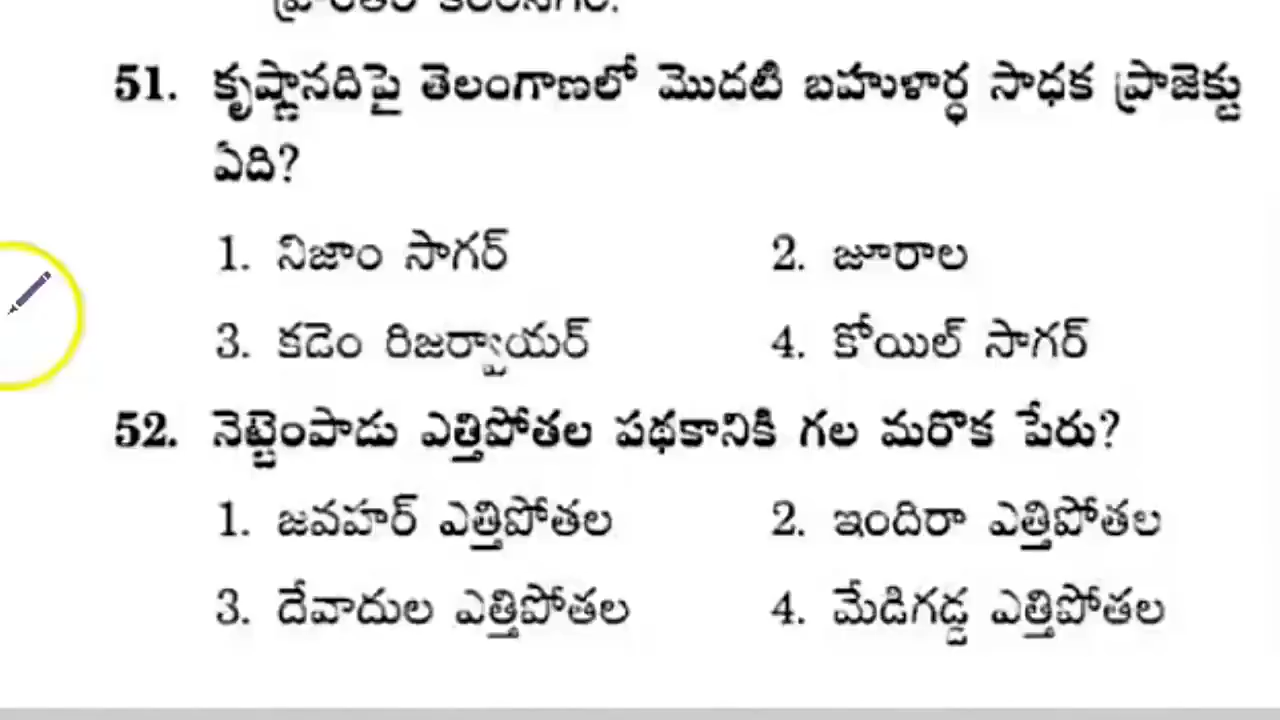 51. కృష్ణానదిపై తెలంగాణలో మొదటి బహుళార్ధ సాధక ప్రాజెక్టు
ఏది?
1. నిజాం సాగర్ 2. జూరాల
3. కడెం రిజర్వాయర్ 4. కోయిల్ సాగర్
52. నెట్టెంపాడు ఎత్తిపోతల పథకానికి గల మరొక పేరు?
1. జవహర్ ఎత్తిపోతల 2. ఇందిరా ఎత్తిపోతల
3. దేవాదుల ఎత్తిపోతల 4. మేడిగడ్డ ఎత్తిపోతల